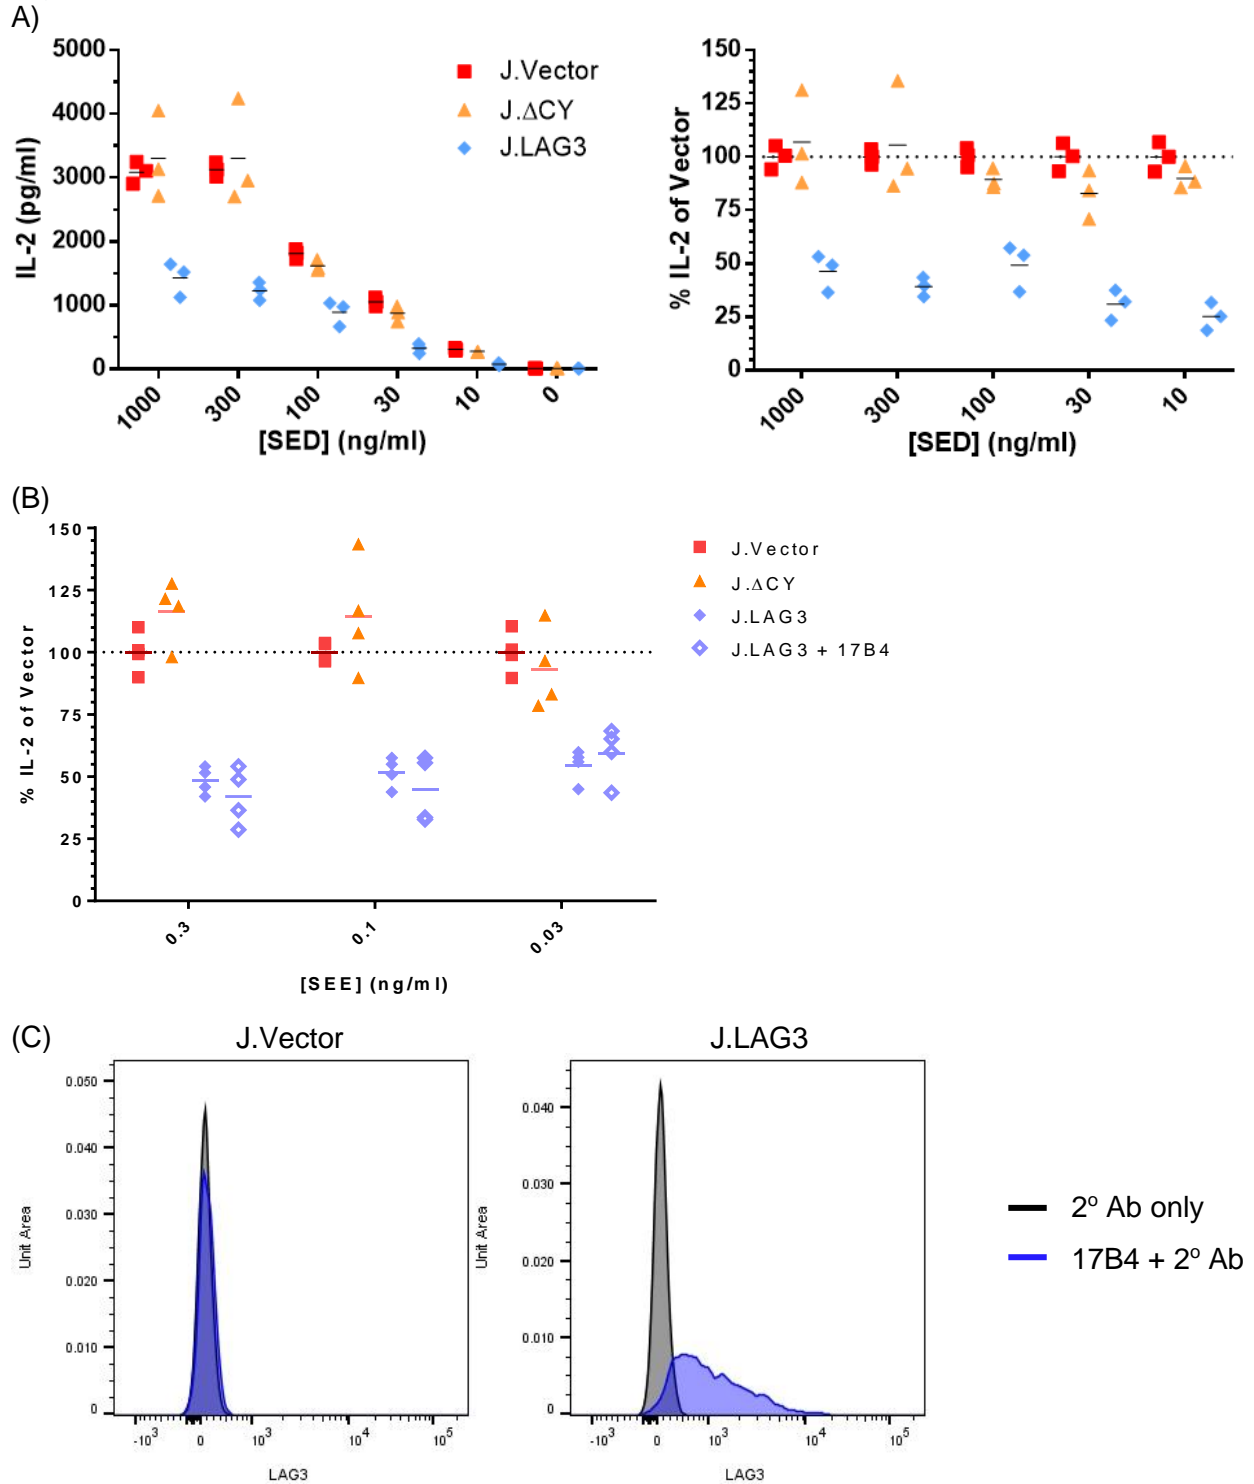 A)
5000
4000
3000
2000
1000
0
IL-2 (pg/ml)
1000
300
100
30
10
0
[SED] (ng/ml)
J.Vector
J.ΔCY
J.LAG3
150
125
100
75
50
25
0
% IL-2 of Vector
1000
300
100
30
10
[SED] (ng/ml)
(B)
150
125
100
75
50
25
0
% IL-2 of Vector
0.3
0.1
0.03
[SEE] (ng/ml)
J.Vector
J.ΔCY
J.LAG3
J.LAG3 + 17B4
(C)
J.Vector
0.050
0.040
0.030
0.020
0.010
0
Unit Area
-10³
0
10³
10⁴
10⁵
LAG3
J.LAG3
0.040
0.030
0.020
0.010
0
Unit Area
-10³
0
10³
10⁴
10⁵
LAG3
2º Ab only
17B4 + 2º Ab